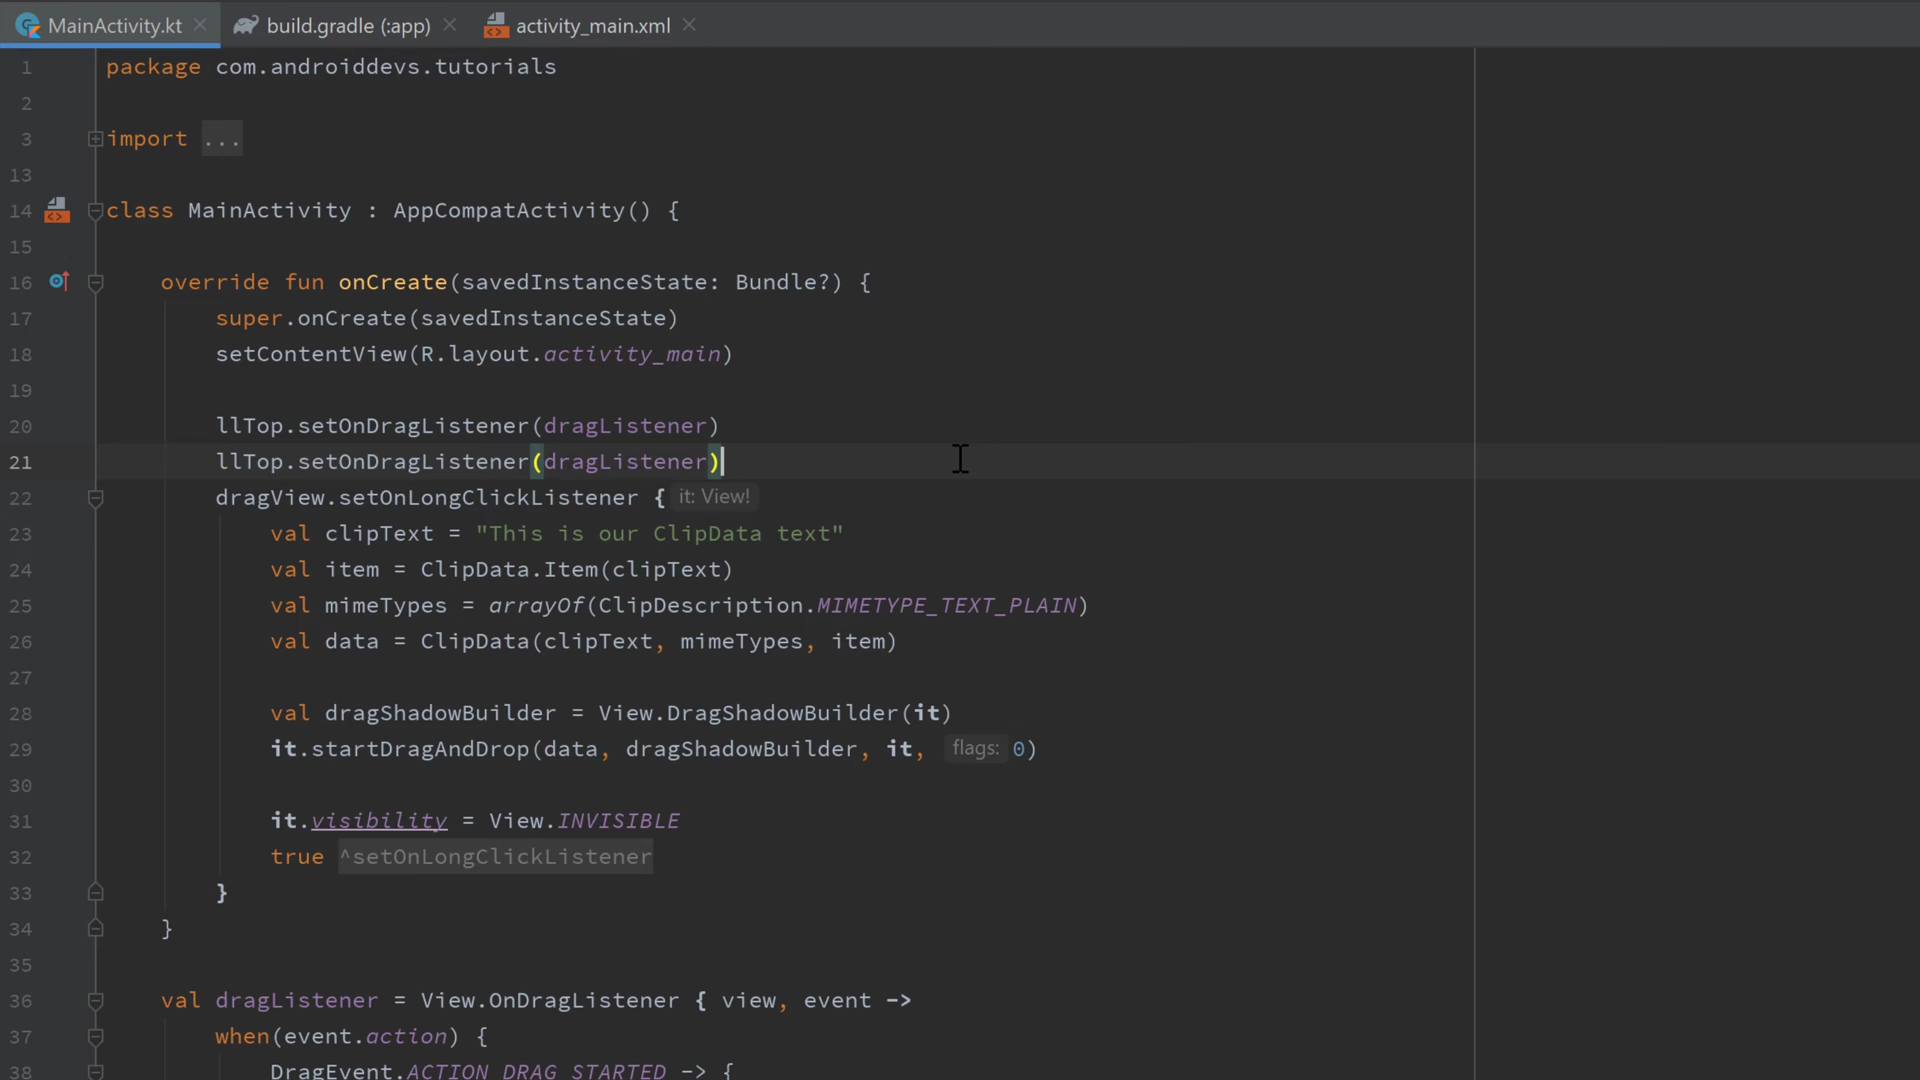 MainActivity.kt build.gradle (:app) activity_main.xml
1 package com.androiddevs.tutorials
2
3 import ...
13
14 class MainActivity : AppCompatActivity() {
15
16 override fun onCreate(savedInstanceState: Bundle?) {
17 super.onCreate(savedInstanceState)
18 setContentView(R.layout.activity_main)
19
20 llTop.setOnDragListener(dragListener)
21 llTop.setOnDragListener(dragListener)
22 dragView.setOnLongClickListener { it: View!
23 val clipText = "This is our ClipData text"
24 val item = ClipData.Item(clipText)
25 val mimeTypes = arrayOf(ClipDescription.MIMETYPE_TEXT_PLAIN)
26 val data = ClipData(clipText, mimeTypes, item)
27
28 val dragShadowBuilder = View.DragShadowBuilder(it)
29 it.startDragAndDrop(data, dragShadowBuilder, it, flags: 0)
30
31 it.visibility = View.INVISIBLE
32 true ^setOnLongClickListener
33 }
34 }
35
36 val dragListener = View.OnDragListener { view, event ->
37 when(event.action) {
38 DragEvent.ACTION_DRAG_STARTED -> {